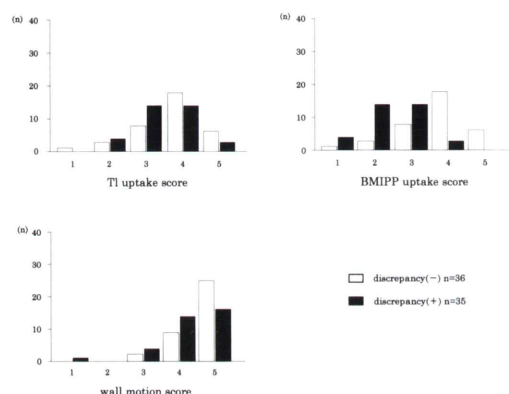 (n)
40
30
20
10
0
1 2 3 4 5
Tl uptake score
(n)
40
30
20
10
0
1 2 3 4 5
BMIPP uptake score
(n)
40
30
20
10
0
1 2 3 4 5
wall motion score
discrepancy(−) n=36
discrepancy(+) n=35